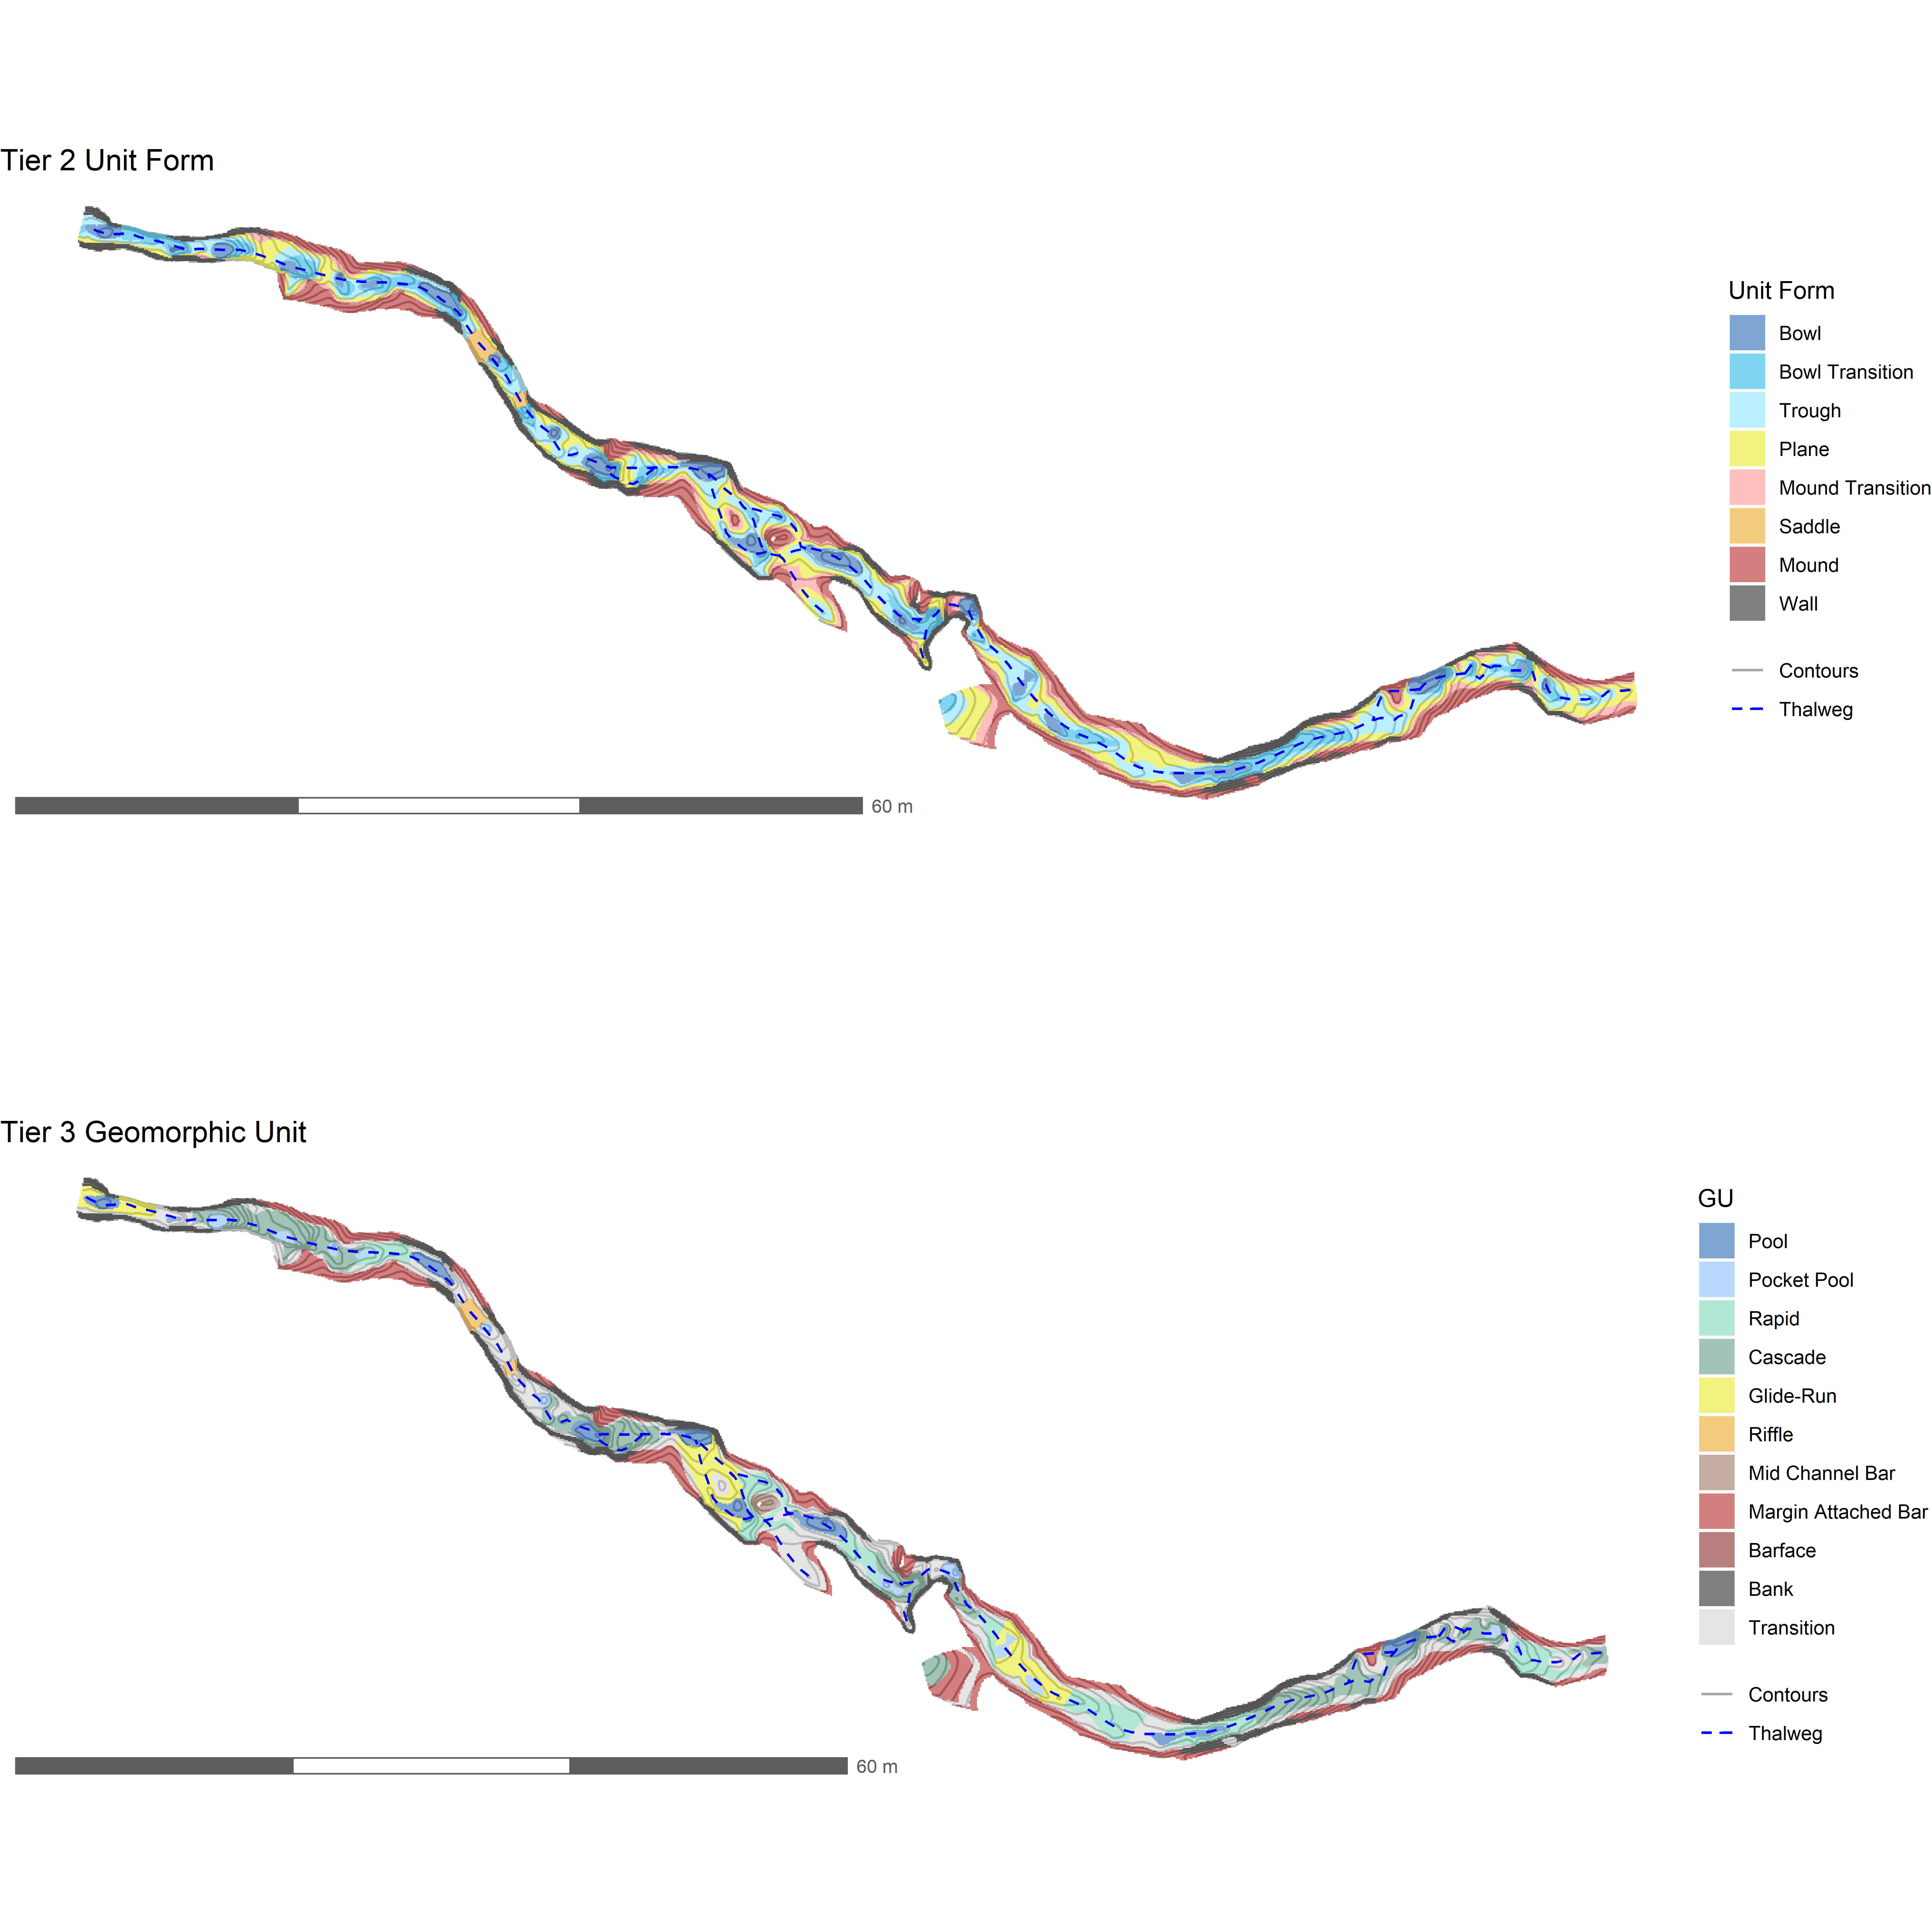 Tier 2 Unit Form
Unit Form
Bowl
Bowl Transition
Trough
Plane
Mound Transition
Saddle
Mound
Wall
Contours
Thalweg
60 m
Tier 3 Geomorphic Unit
GU
Pool
Pocket Pool
Rapid
Cascade
Glide-Run
Riffle
Mid Channel Bar
Margin Attached Bar
Barface
Bank
Transition
Contours
Thalweg
60 m